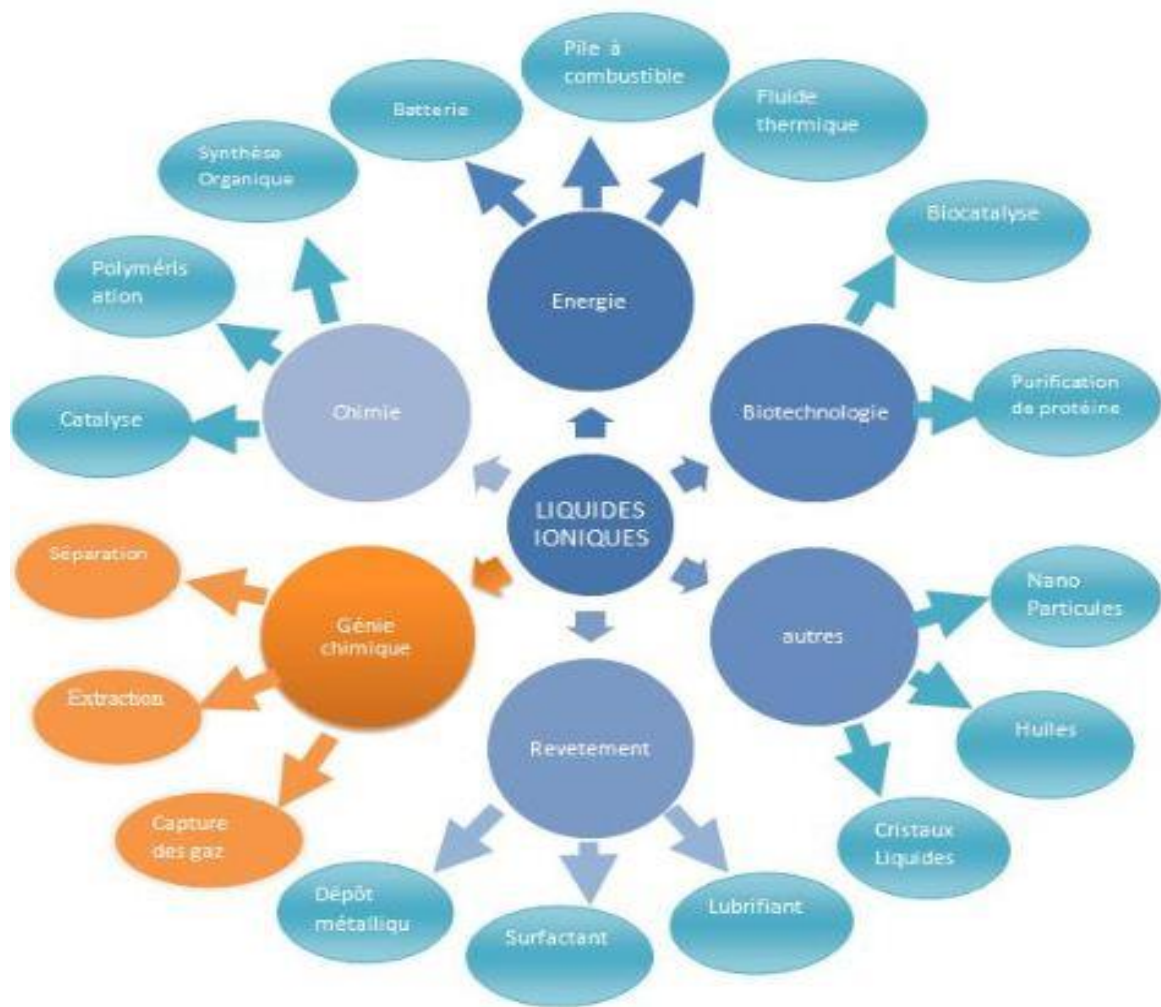 Pile à
combustible
Fluide
thermique
Batterie
Synthèse
Organique
Biocatalyse
Polyméris
ation
Energie
Chimie
Biotechnologie
Purification
de protéine
Catalyse
LIQUIDES
IONIQUES
Séparation
Génie
chimique
autres
Nano
Particules
Extraction
Revetement
Huiles
Capture
des gaz
Cristaux
Liquides
Dépôt
métalliqu
Surfactant
Lubrifiant